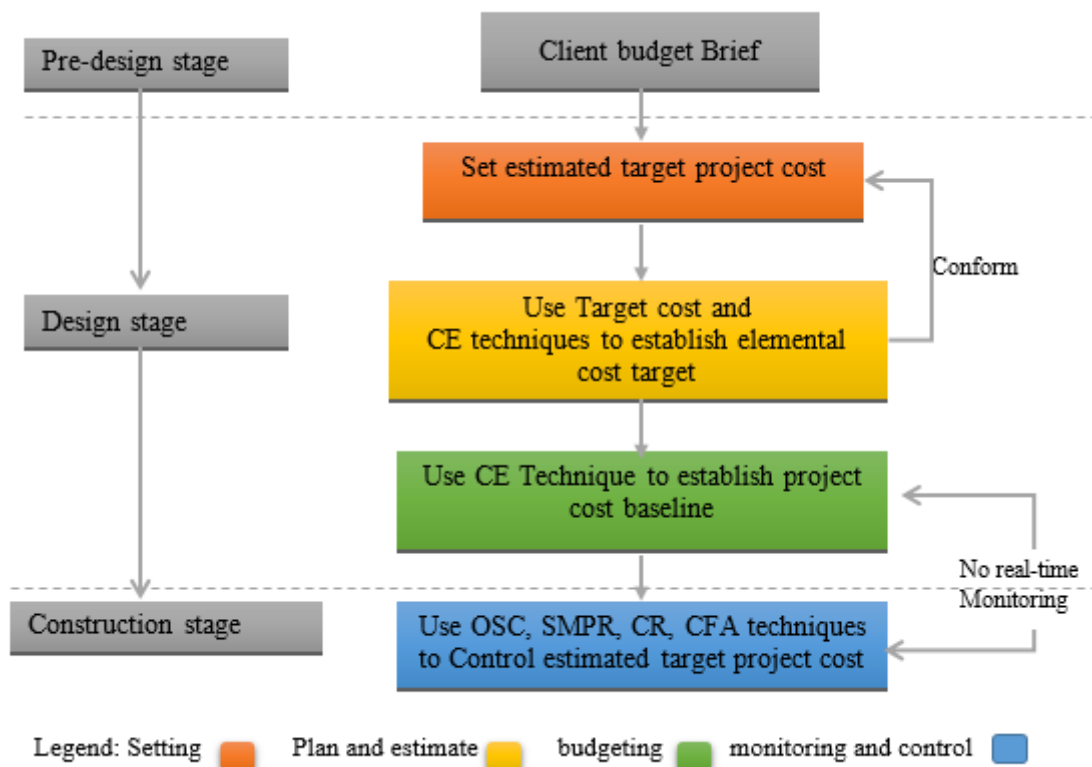 Pre-design stage
Client budget Brief
Set estimated target project cost
Conform
Design stage
Use Target cost and
CE techniques to establish elemental
cost target
Use CE Technique to establish project
cost baseline
No real-time
Monitoring
Construction stage
Use OSC, SMPR, CR, CFA techniques
to Control estimated target project cost
Legend: Setting Plan and estimate budgeting monitoring and control